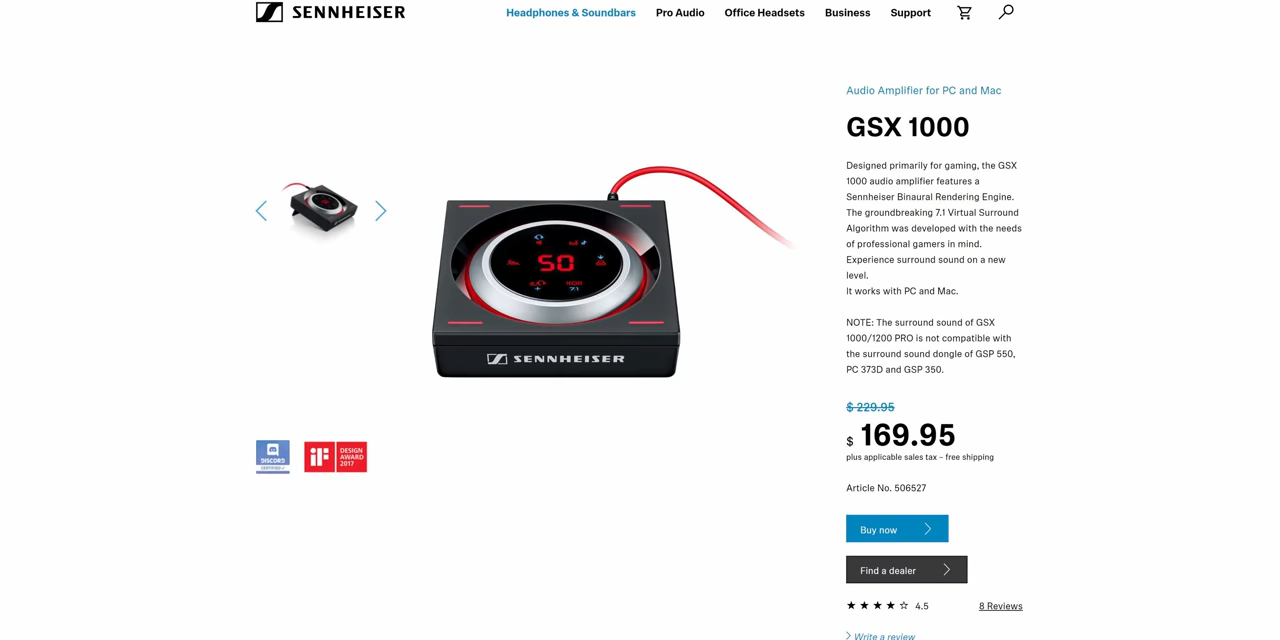 SENNHEISER
Headphones & Soundbars Pro Audio Office Headsets Business Support
Audio Amplifier for PC and Mac
GSX 1000
Designed primarily for gaming, the GSX
1000 audio amplifier features a
Sennheiser Binaural Rendering Engine.
The groundbreaking 7.1 Virtual Surround
Algorithm was developed with the needs
of professional gamers in mind.
Experience surround sound on a new
level.
It works with PC and Mac.
NOTE: The surround sound of GSX
1000/1200 PRO is not compatible with
the surround sound dongle of GSP 550,
PC 373D and GSP 350.
$ 229.95
$ 169.95
plus applicable sales tax – free shipping
Article No. 506527
Buy now
Find a dealer
4.5 8 Reviews
Write a review
50
7.1
SENNHEISER
DISCORD
CERTIFIED
iF DESIGN
AWARD
2017